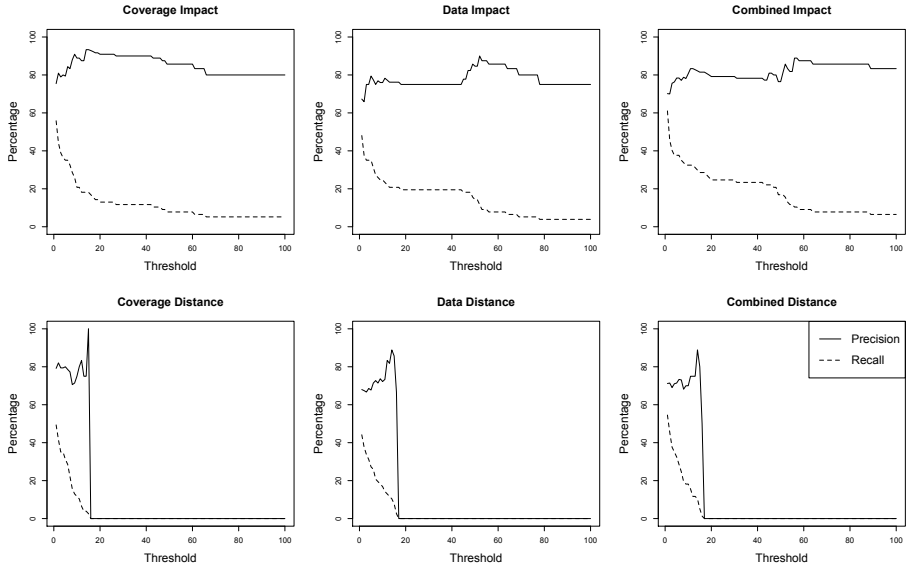 Coverage Impact
Data Impact
Combined Impact
Percentage
0 20 40 60 80 100
0 20 40 60 80 100
Threshold
Percentage
0 20 40 60 80 100
0 20 40 60 80 100
Threshold
Percentage
0 20 40 60 80 100
0 20 40 60 80 100
Threshold
Coverage Distance
Data Distance
Combined Distance
Percentage
0 20 40 60 80 100
0 20 40 60 80 100
Threshold
Percentage
0 20 40 60 80 100
0 20 40 60 80 100
Threshold
Percentage
0 20 40 60 80 100
0 20 40 60 80 100
Threshold
Precision
Recall